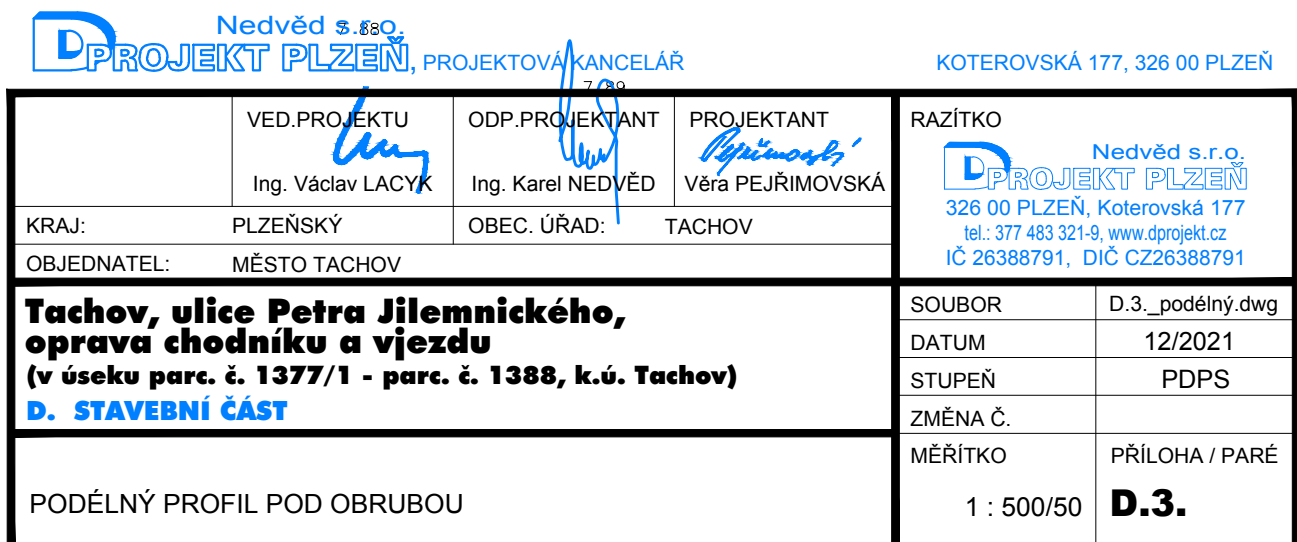 Nedvěd s.r.o.
7.88
DPROJEKT PLZEŇ, PROJEKTOVÁ KANCELÁŘ
KOTEROVSKÁ 177, 326 00 PLZEŇ
7.89
VED.PROJEKTU
ODP.PROJEKTANT
PROJEKTANT
RAZÍTKO
Ing. Václav LACYK
Ing. Karel NEDVĚD
Věra PEJŘIMOVSKÁ
Nedvěd s.r.o.
DPROJEKT PLZEŇ
326 00 PLZEŇ, Koterovská 177
tel.: 377 483 321-9, www.dprojekt.cz
IČ 26388791, DIČ CZ26388791
KRAJ: PLZEŇSKÝ
OBEC. ÚŘAD: TACHOV
OBJEDNATEL: MĚSTO TACHOV
Tachov, ulice Petra Jilemnického,
oprava chodníku a vjezdu
(v úseku parc. č. 1377/1 - parc. č. 1388, k.ú. Tachov)
D. STAVEBNÍ ČÁST
SOUBOR D.3._podélný.dwg
DATUM 12/2021
STUPEŇ PDPS
ZMĚNA Č.
MĚŘÍTKO
1 : 500/50
PŘÍLOHA / PARÉ
D.3.
PODÉLNÝ PROFIL POD OBRUBOU